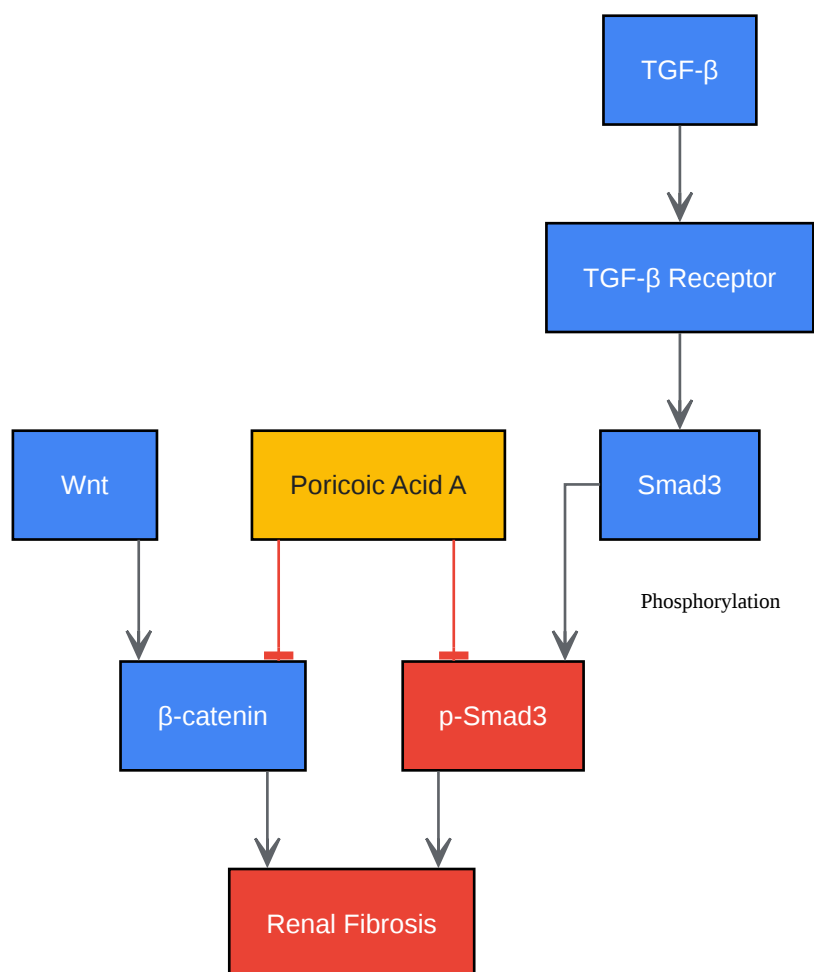 TGF-β
TGF-β Receptor
Wnt
Poricoic Acid A
Smad3
Phosphorylation
β-catenin
p-Smad3
Renal Fibrosis